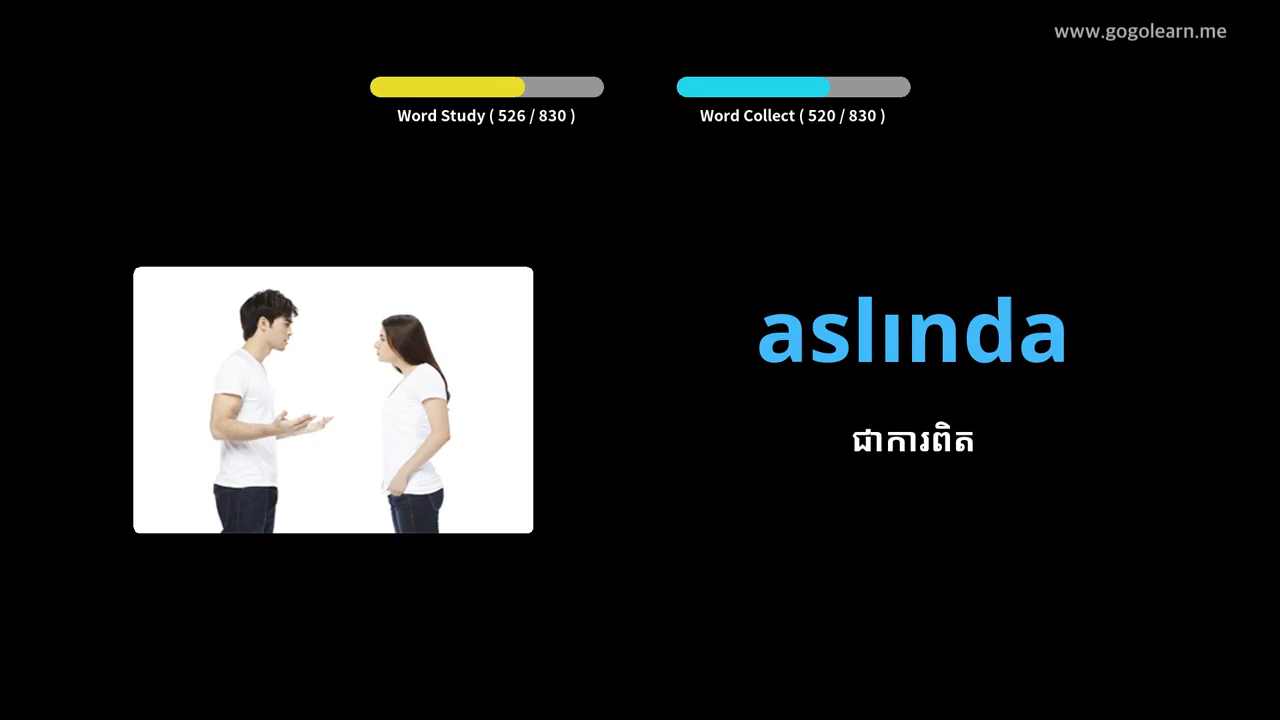 www.gogolearn.me
Word Study ( 526 / 830 )
Word Collect ( 520 / 830 )
aslında
ជាការពិត